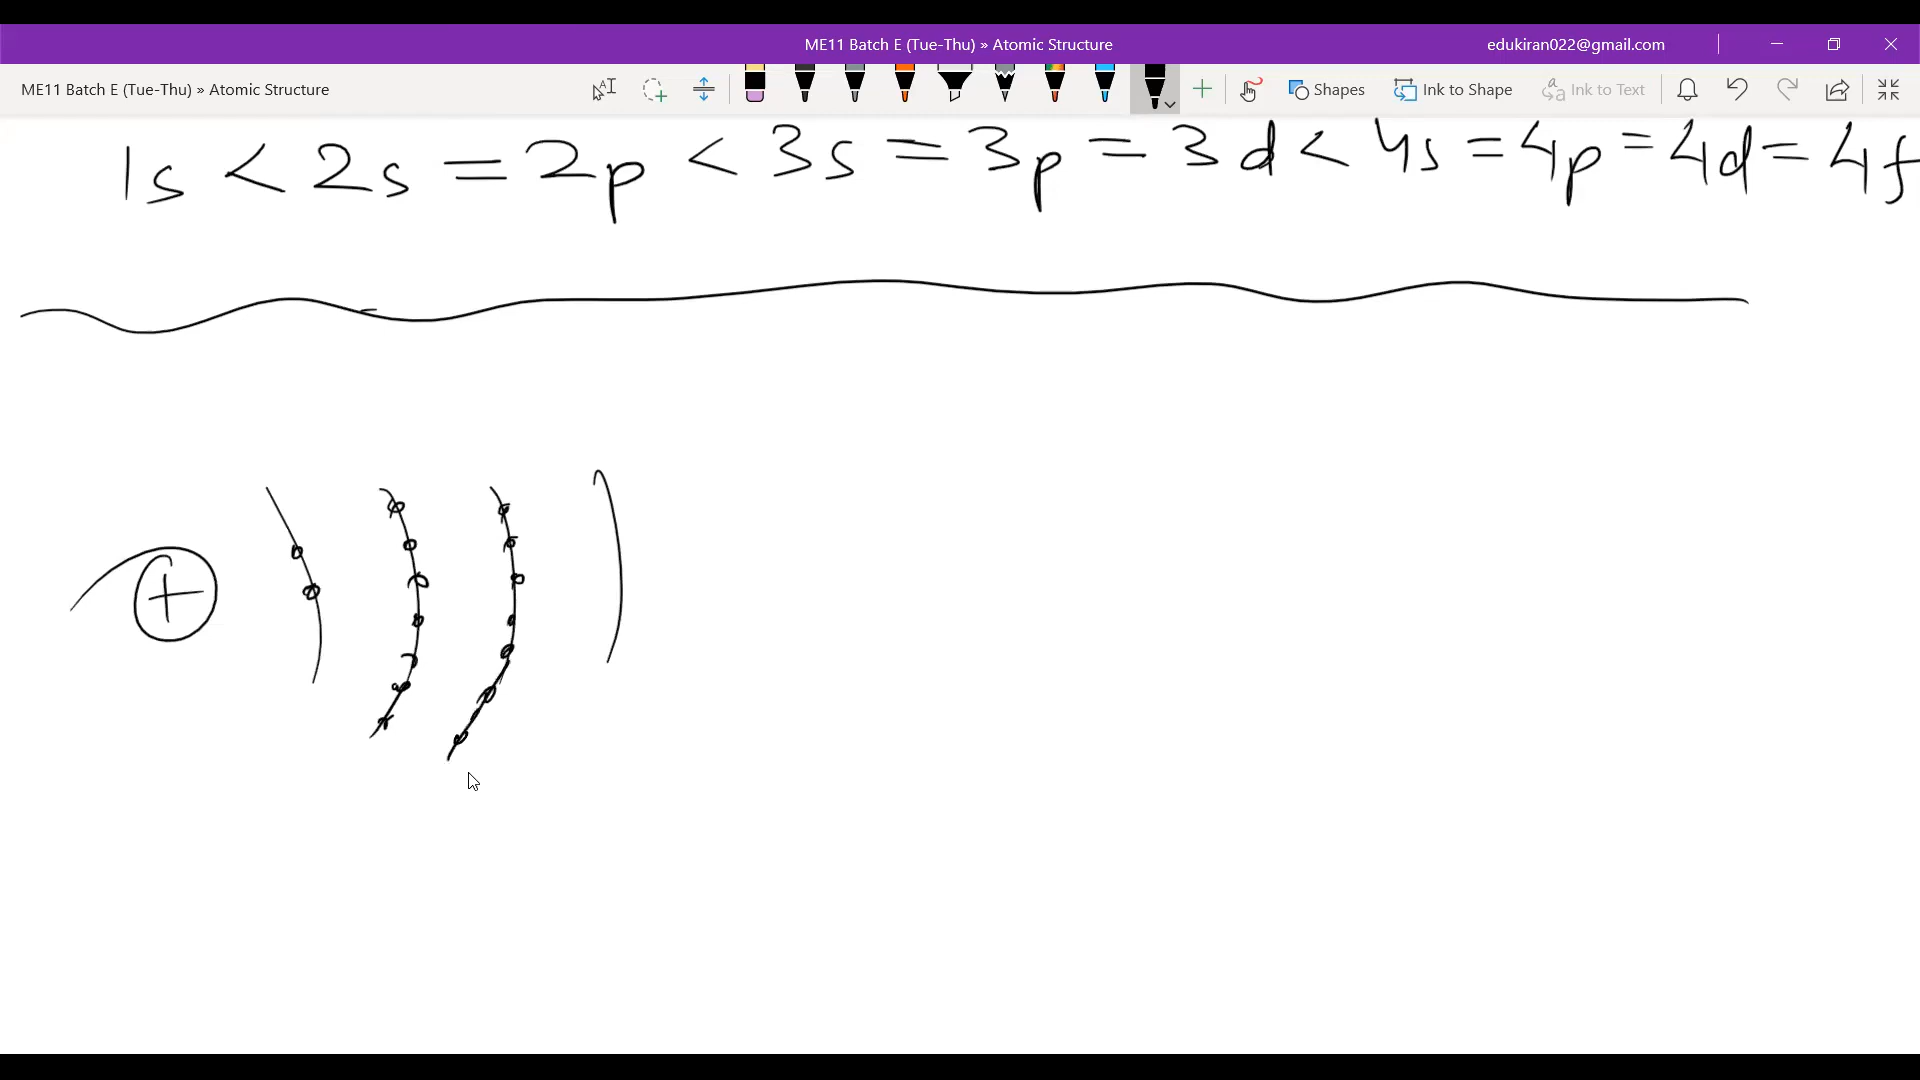 ME11 Batch E (Tue-Thu) » Atomic Structure
edukiran022@gmail.com
ME11 Batch E (Tue-Thu) » Atomic Structure
Shapes
Ink to Shape
Ink to Text
1s < 2s = 2p < 3s = 3p = 3d < 4s = 4p = 4d = 4f
+